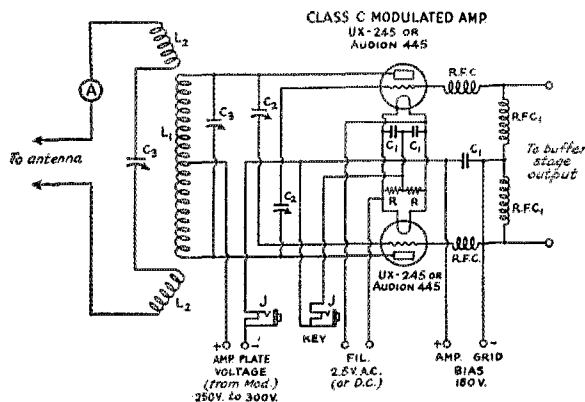 CLASS C MODULATED AMP.
UX-245 OR
AUDION 445
L2
A
C3
To antenna
L1
C3
C2
C2
L2
R.F.C
R.F.C1
C1
C1
C1
To buffer
stage
output
R
R
R.F.C1
R.F.C.
UX-245 OR
AUDION 445
J
J
KEY
+
-
AMP. PLATE
VOLTAGE
(from Mod.)
250V. to 300V.
FIL.
2.5V. A.C.
(or D.C.)
+
-
AMP. GRID
BIAS
180V.